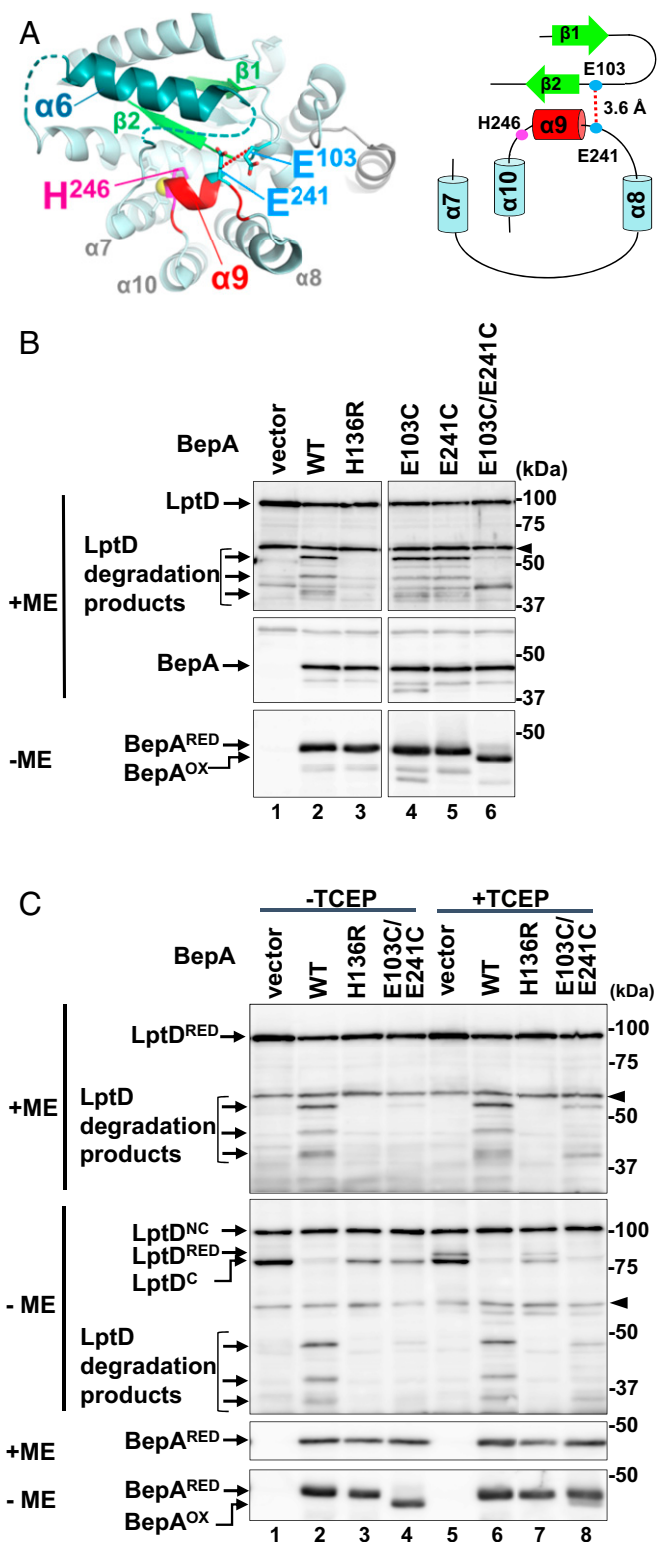 A
β1
β2
α6
E103
H246
E241
α7
α10
α9
α8
β1
E103
β2
3.6 Å
H246
α9
E241
α7
α10
α8
B
BepA
vector
WT
H136R
E103C
E241C
E103C/E241C
(kDa)
LptD
-100
-75
LptD
degradation
products
-50
-37
+ME
BepA
-50
-37
-50
-ME
BepARED
BepAOX
1 2 3 4 5 6
C
-TCEP +TCEP
BepA
vector
WT
H136R
E103C/
E241C
vector
WT
H136R
E103C/
E241C
(kDa)
LptDRED
-100
-75
+ME
LptD
degradation
products
-50
-37
LptDNC
-100
LptDRED
LptDC
-75
- ME
LptD
degradation
products
-50
-37
+ME
BepARED
-50
- ME
BepARED
-50
BepAOX
1 2 3 4 5 6 7 8